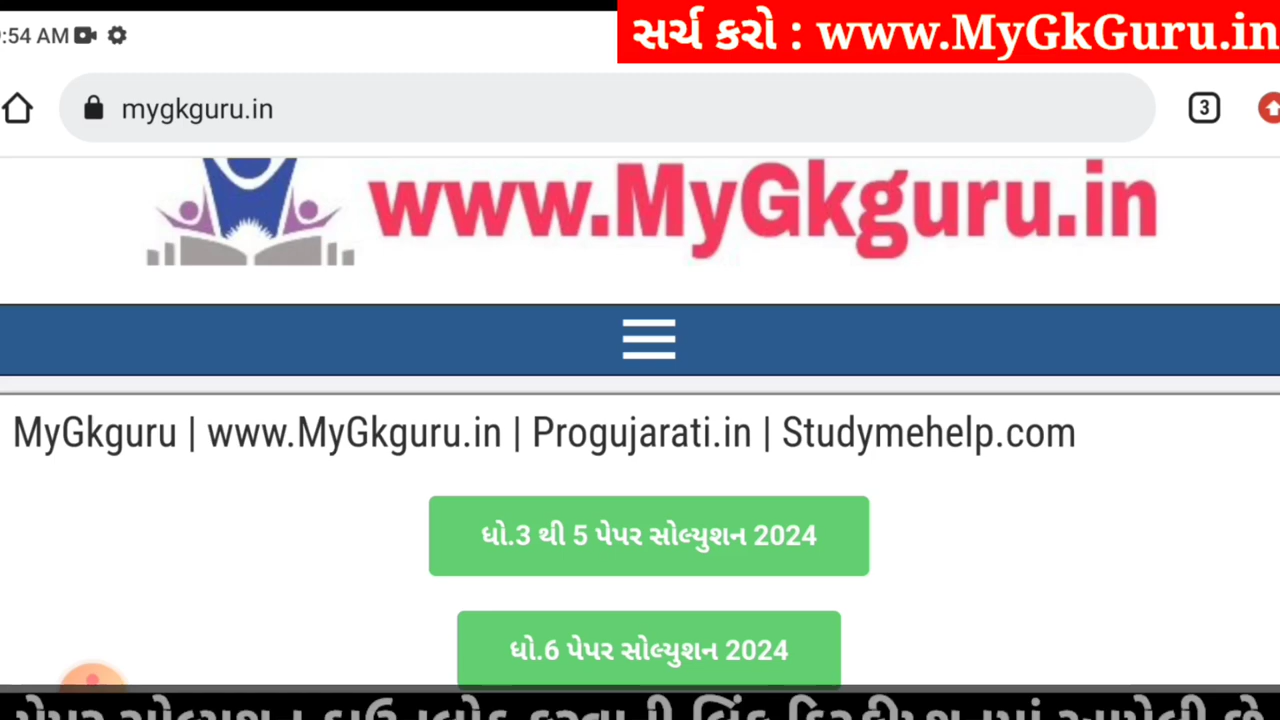 :54 AM
સર્ચ કરો : www.MyGkGuru.in
mygkguru.in
3
www.MyGkguru.in
MyGkguru | www.MyGkguru.in | Progujarati.in | Studymehelp.com
ધો.3 થી 5 પેપર સોલ્યુશન 2024
ધો.6 પેપર સોલ્યુશન 2024